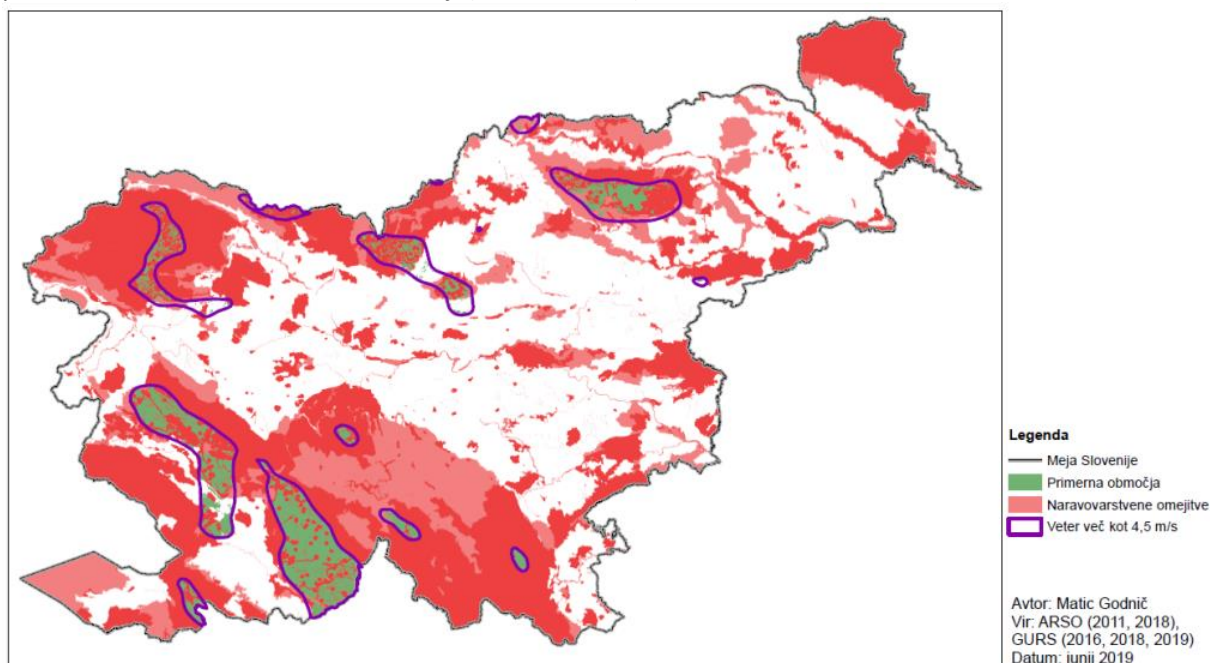 Legenda
Meja Slovenije
Primerna območja
Naravovarstvene omejitve
Veter več kot 4,5 m/s
Avtor: Matic Godnič
Vir: ARSO (2011, 2018),
GURS (2016, 2018, 2019)
Datum: junij 2019